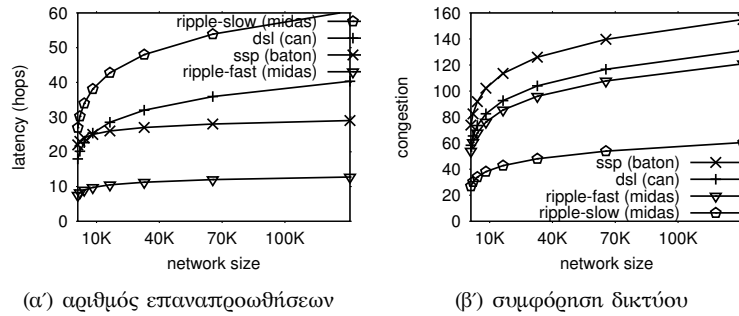 ripple-slow (midas)
dsl (can)
ssp (baton)
ripple-fast (midas)
60
50
40
30
20
10
0
latency (hops)
10K 40K 70K 100K
network size
(αʹ) αριθμός επαναπροωθήσεων
160
140
120
100
80
60
40
20
0
congestion
ssp (baton)
dsl (can)
ripple-fast (midas)
ripple-slow (midas)
10K 40K 70K 100K
network size
(βʹ) συμφόρηση δικτύου